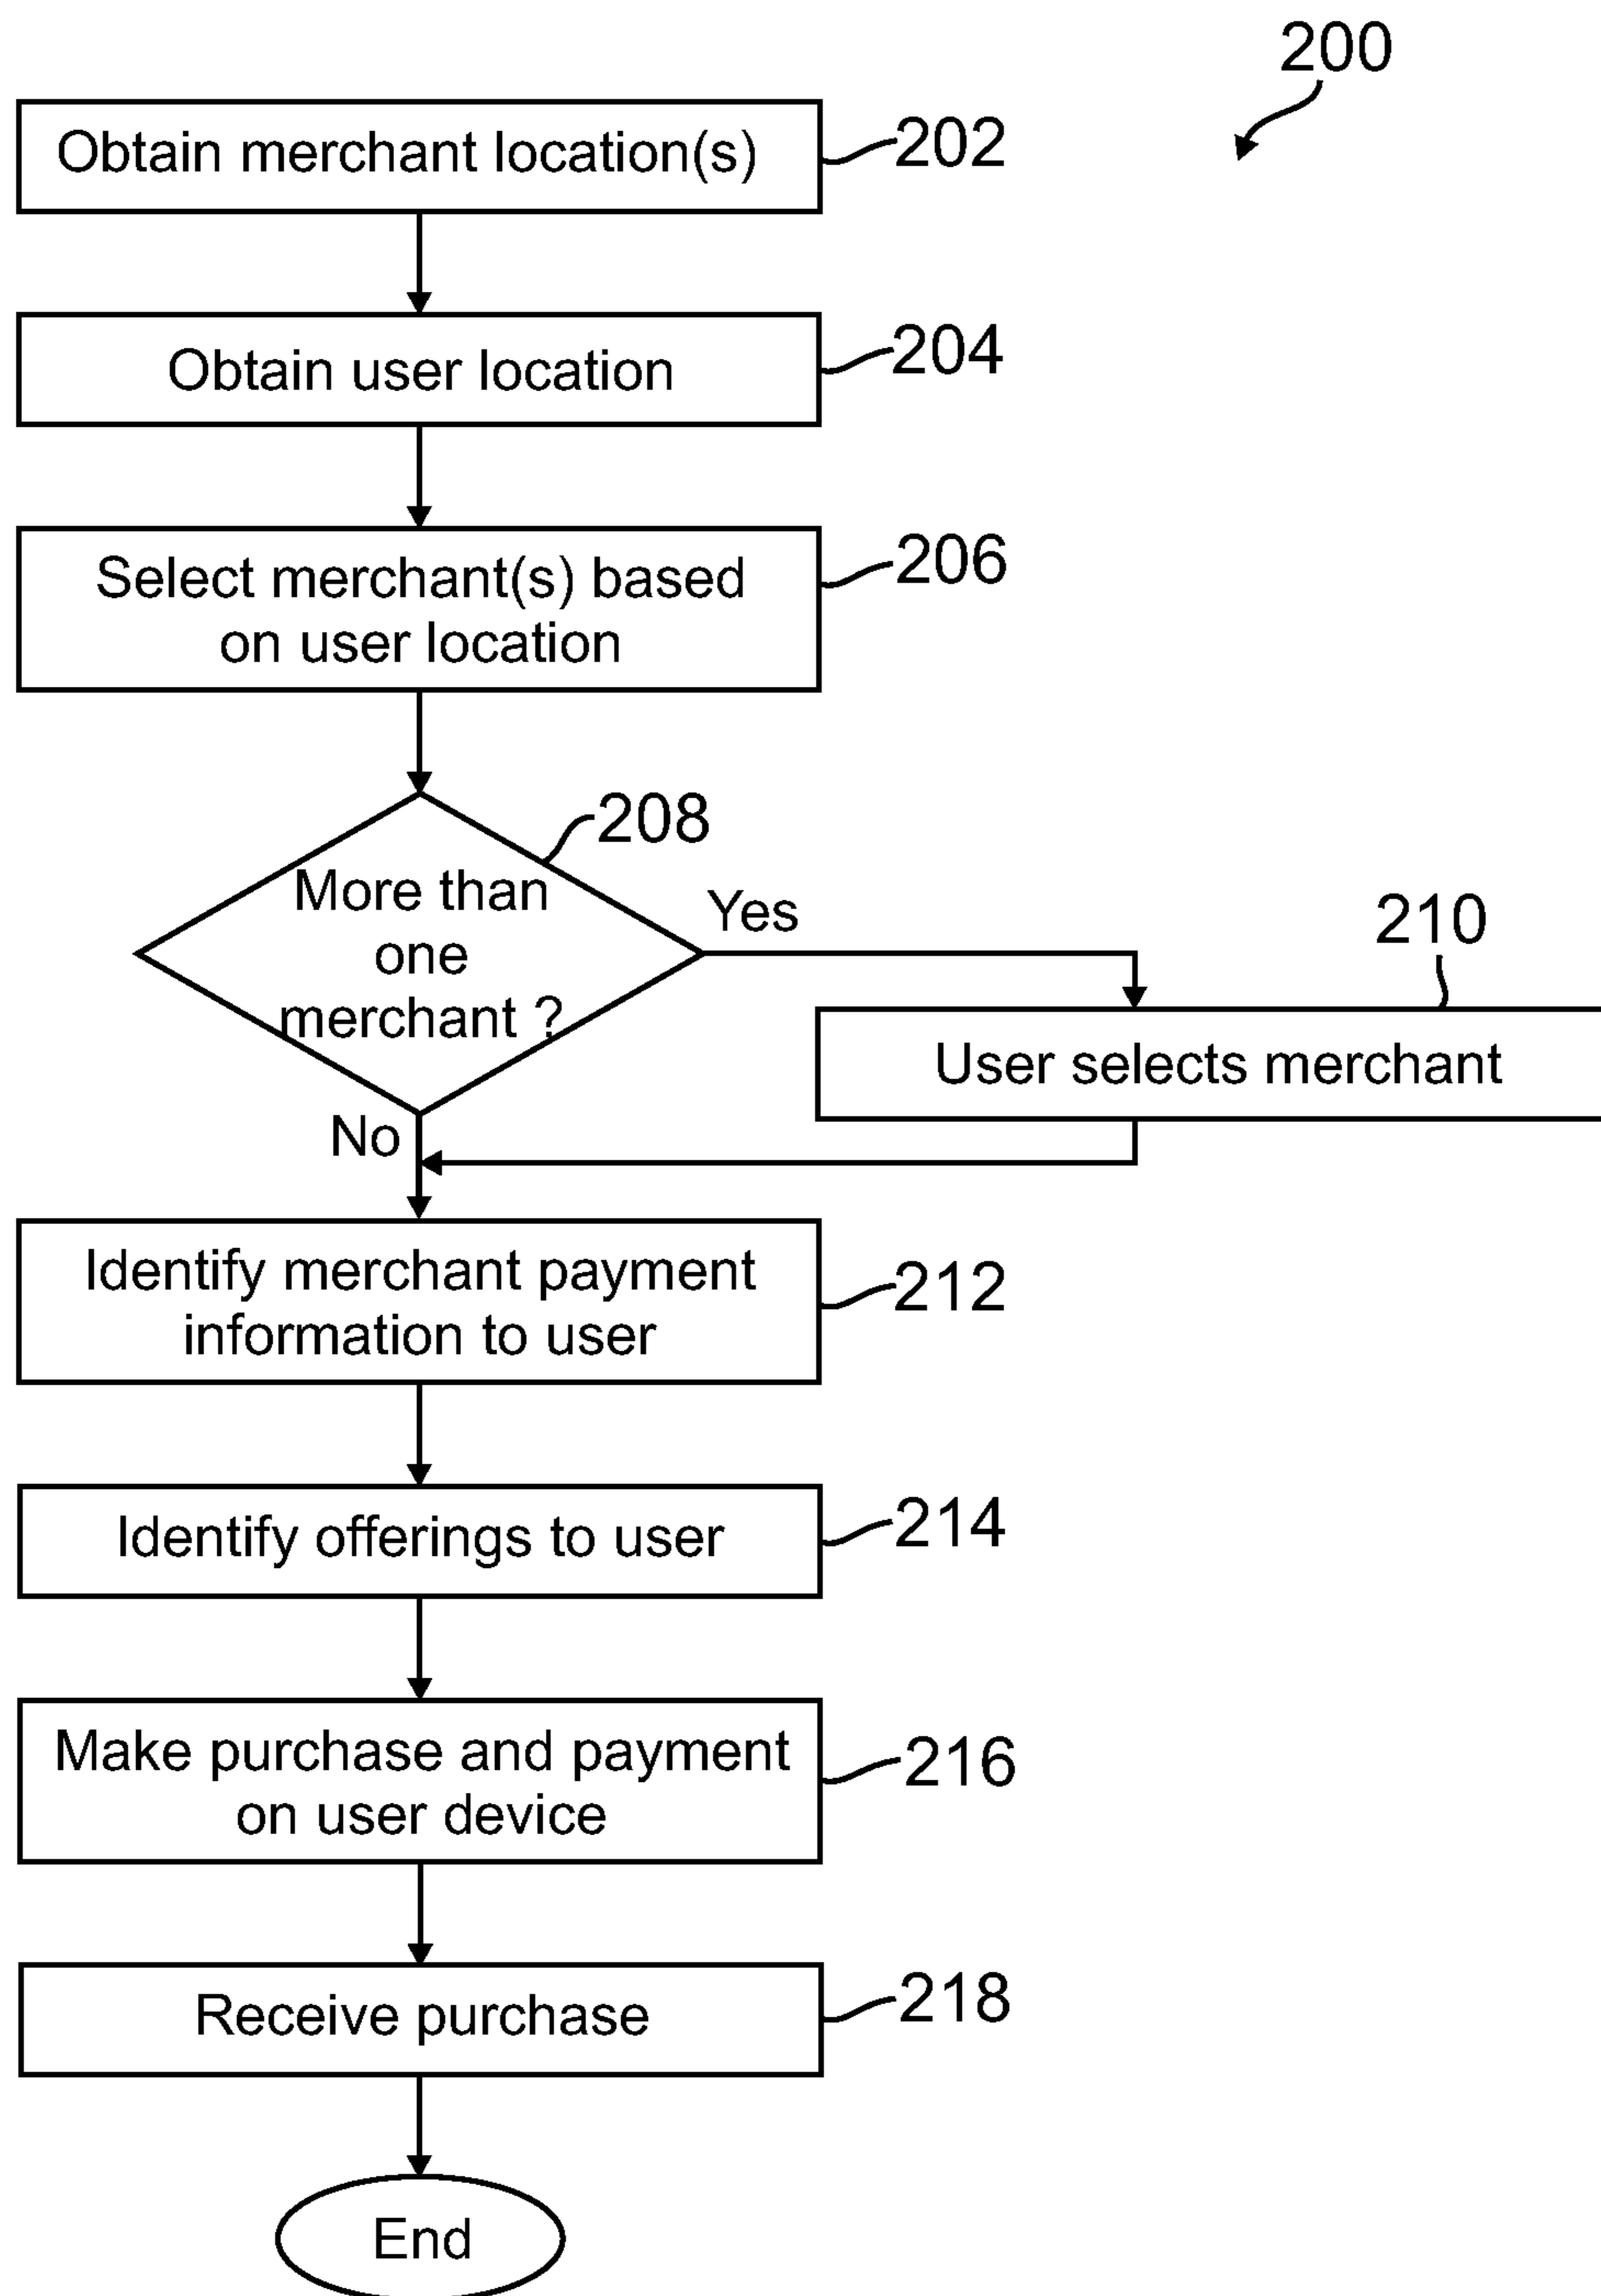 200
Obtain merchant location(s)
202
Obtain user location
204
Select merchant(s) based
on user location
206
208
More than
one
merchant ?
Yes
210
User selects merchant
No
Identify merchant payment
information to user
212
Identify offerings to user
214
Make purchase and payment
on user device
216
Receive purchase
218
End